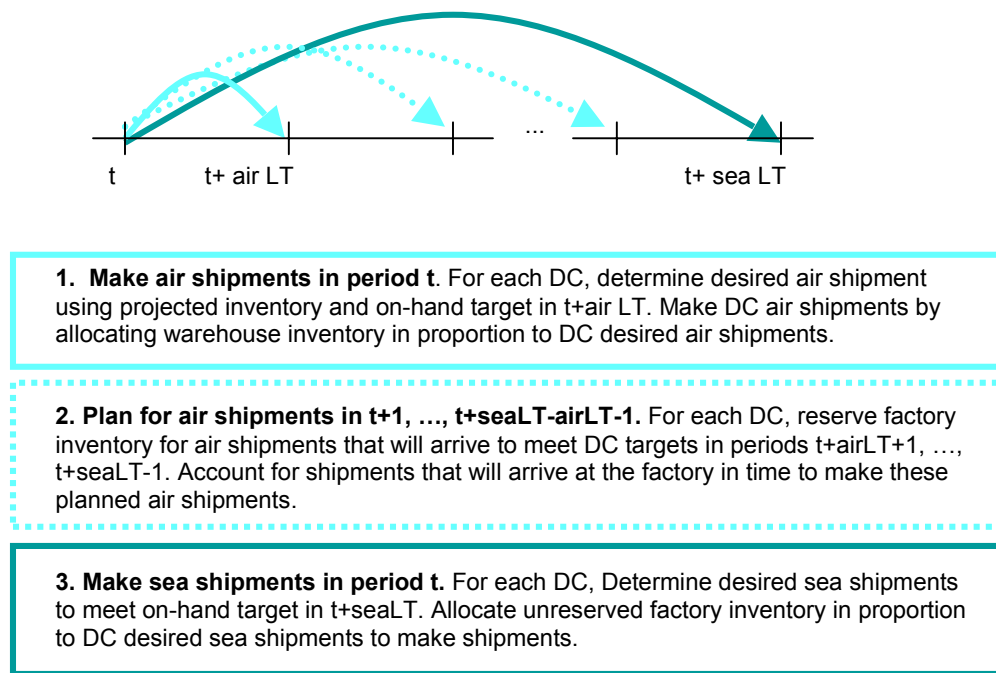 ...
t
t+ air LT
t+ sea LT
1. Make air shipments in period t. For each DC, determine desired air shipment
using projected inventory and on-hand target in t+air LT. Make DC air shipments by
allocating warehouse inventory in proportion to DC desired air shipments.
2. Plan for air shipments in t+1, …, t+seaLT-airLT-1. For each DC, reserve factory
inventory for air shipments that will arrive to meet DC targets in periods t+airLT+1, …,
t+seaLT-1. Account for shipments that will arrive at the factory in time to make these
planned air shipments.
3. Make sea shipments in period t. For each DC, Determine desired sea shipments
to meet on-hand target in t+seaLT. Allocate unreserved factory inventory in proportion
to DC desired sea shipments to make shipments.